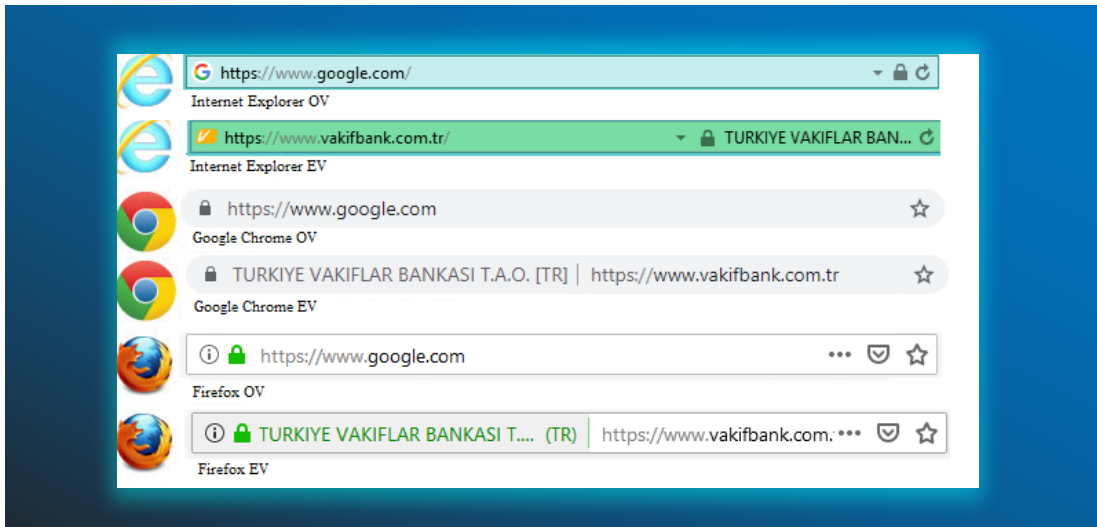 https://www.google.com/
Internet Explorer OV
https://www.vakifbank.com.tr/ TURKIYE VAKIFLAR BAN...
Internet Explorer EV
https://www.google.com
Google Chrome OV
TURKIYE VAKIFLAR BANKASI T.A.O. [TR] https://www.vakifbank.com.tr
Google Chrome EV
https://www.google.com
Firefox OV
TURKIYE VAKIFLAR BANKASI T.... (TR) https://www.vakifbank.com.
Firefox EV